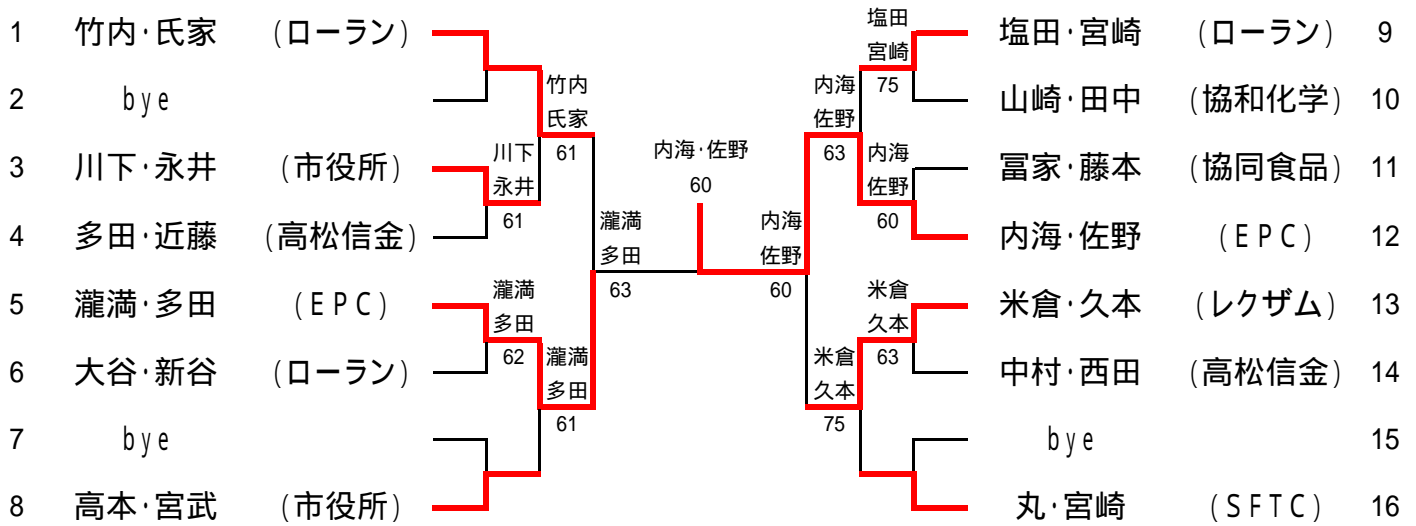 1 竹内・氏家 (ローラン)
2 bye
3 川下・永井 (市役所)
4 多田・近藤 (高松信金)
5 瀧満・多田 (EPC)
6 大谷・新谷 (ローラン)
7 bye
8 高本・宮武 (市役所)
川下
永井
61
瀧満
多田
62
竹内
氏家
61
瀧満
多田
61
瀧満
多田
63
内海・佐野
60
内海
佐野
60
内海
佐野
63
米倉
久本
75
塩田
宮崎
75
内海
佐野
60
米倉
久本
63
塩田・宮崎 (ローラン) 9
山崎・田中 (協和化学) 10
冨家・藤本 (協同食品) 11
内海・佐野 (EPC) 12
米倉・久本 (レクザム) 13
中村・西田 (高松信金) 14
bye 15
丸・宮崎 (SFTC) 16